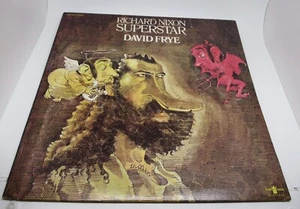 RICHARD NIXON
SUPERSTAR
DAVID FRYE